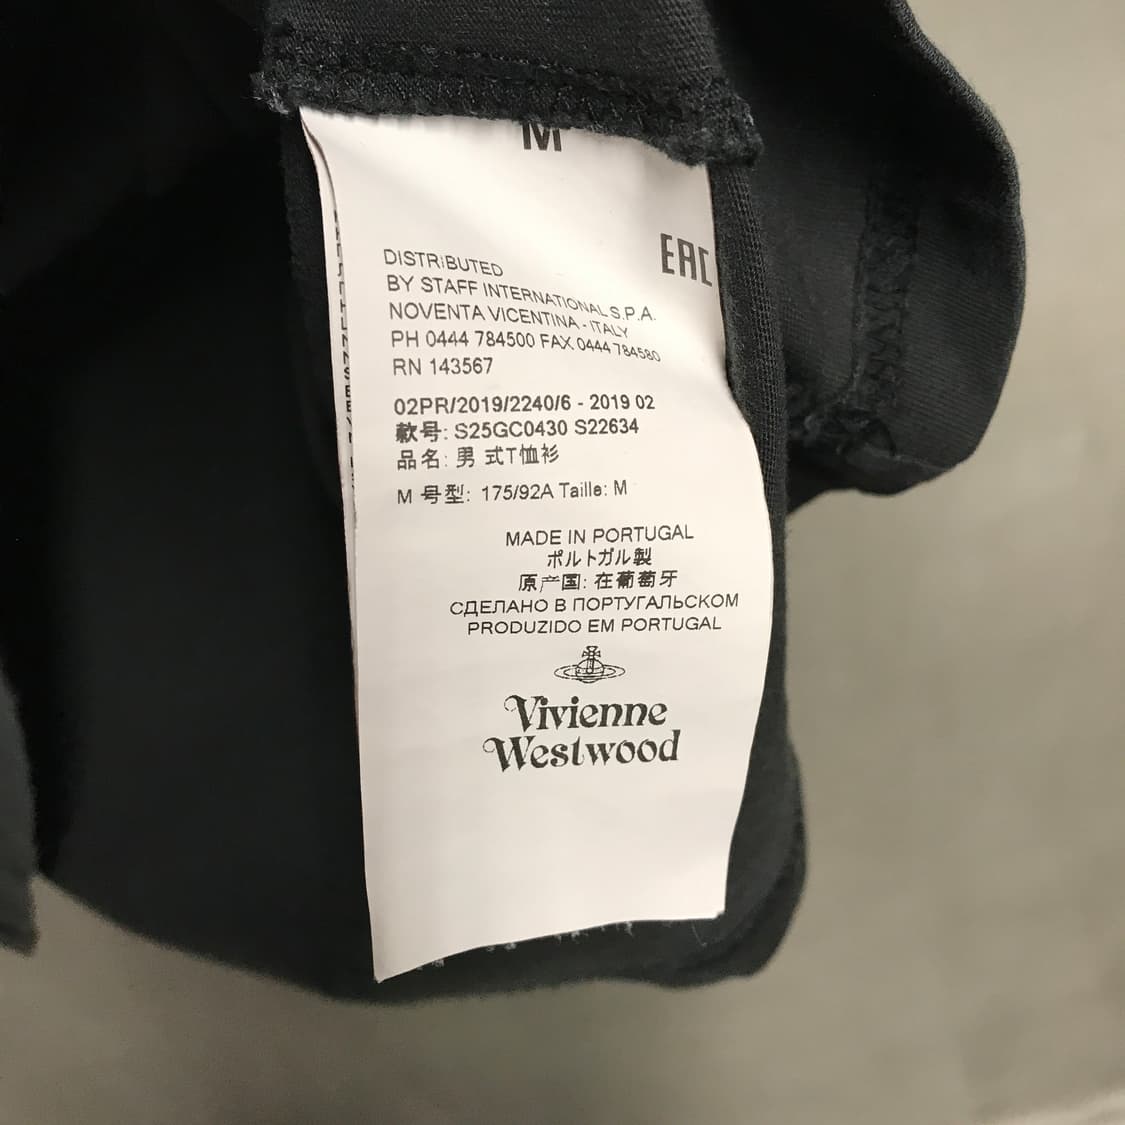 M
EAC
DISTRIBUTED
BY STAFF INTERNATIONAL S.P.A.
NOVENTA VICENTINA - ITALY
PH 0444 784500 FAX 0444 784580
RN 143567
02PR/2019/2240/6 - 2019 02
款号: S25GC0430 S22634
品名: 男 式T恤衫
M 号型: 175/92A Taille: M
MADE IN PORTUGAL
ポルトガル製
原产国: 在葡萄牙
СДЕЛАНО В ПОРТУГАЛЬСКОМ
PRODUZIDO EM PORTUGAL
Vivienne
Westwood